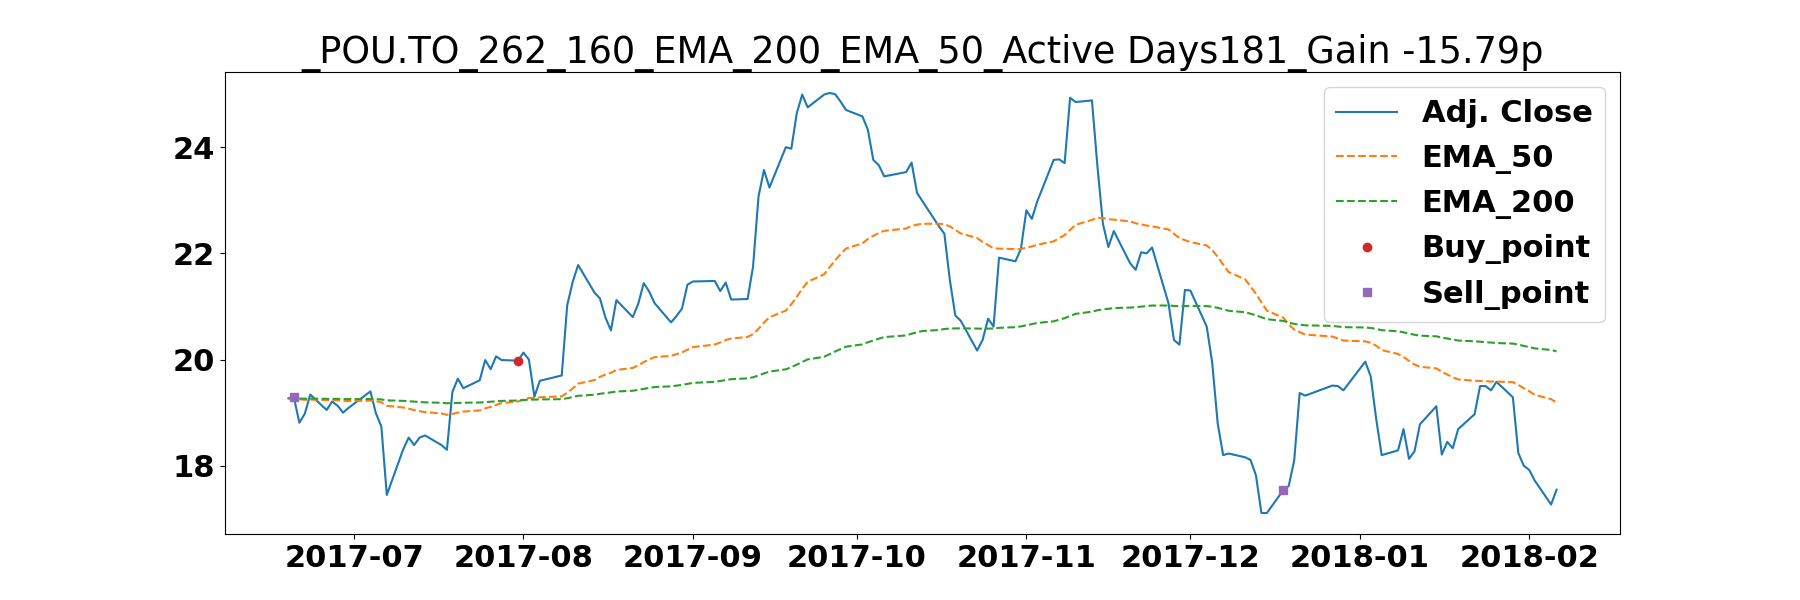 _POU.TO_262_160_EMA_200_EMA_50_Active Days181_Gain -15.79p
Adj. Close
EMA_50
EMA_200
Buy_point
Sell_point
24
22
20
18
2017-07 2017-08 2017-09 2017-10 2017-11 2017-12 2018-01 2018-02